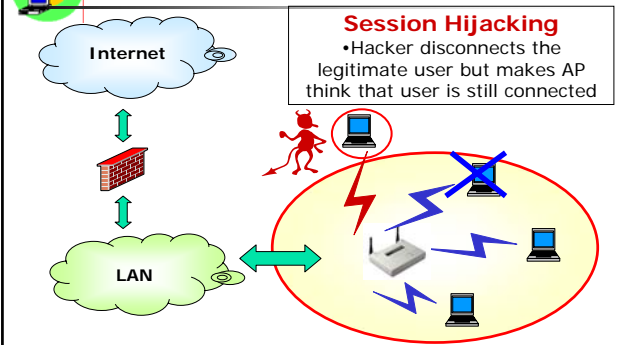 Session Hijacking
•Hacker disconnects the
legitimate user but makes AP
think that user is still connected
Internet
LAN